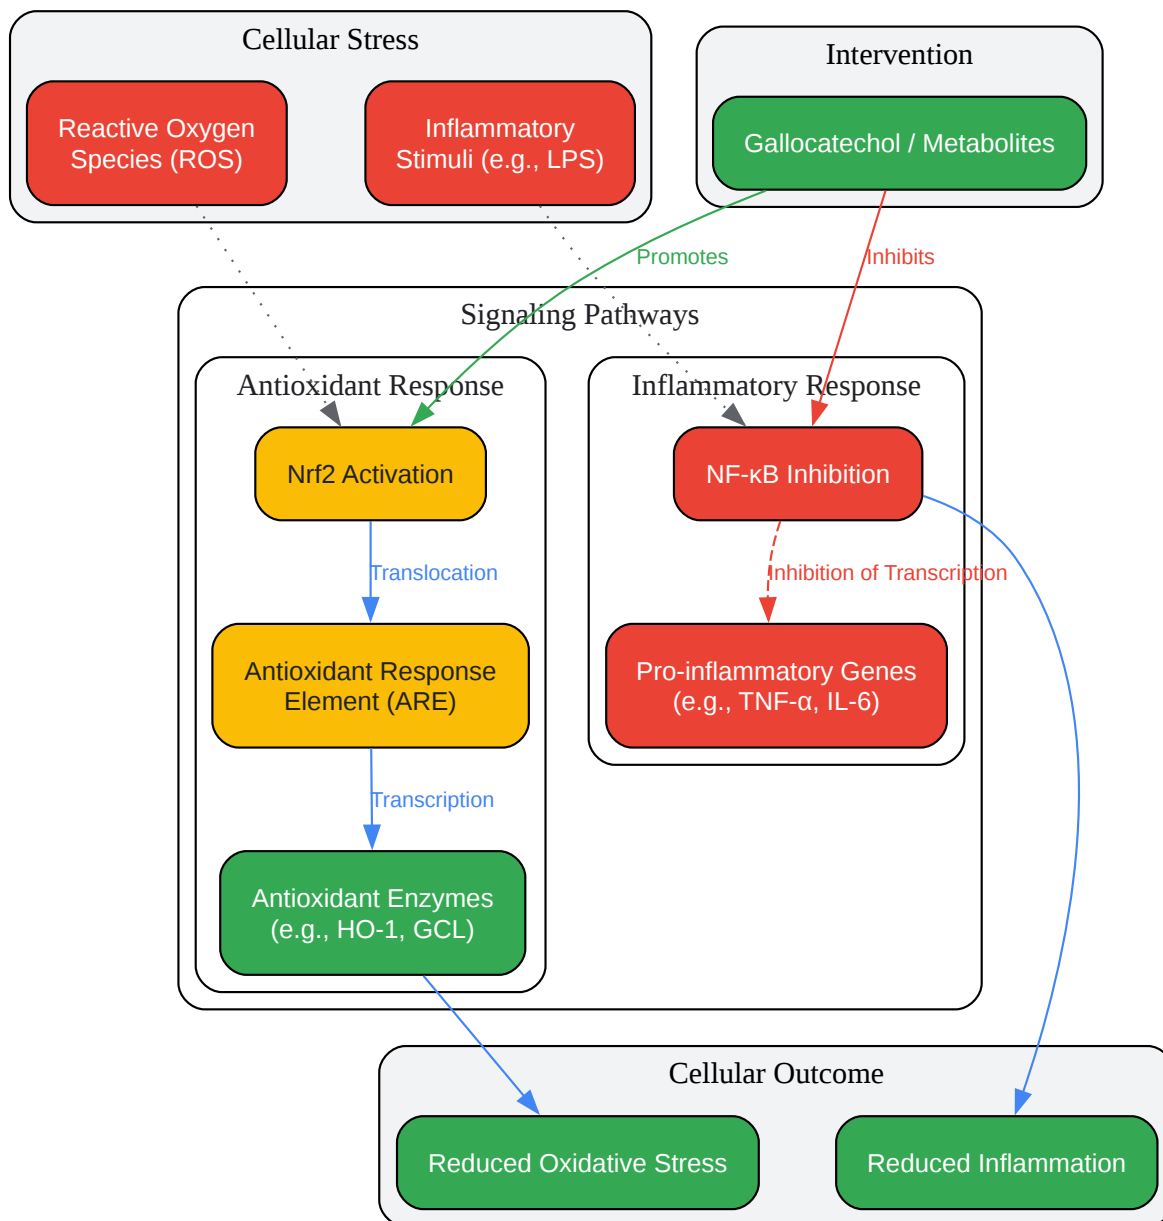 Cellular Stress
Intervention
Reactive Oxygen
Species (ROS)
Inflammatory
Stimuli (e.g., LPS)
Gallocatechol / Metabolites
Promotes
Inhibits
Signaling Pathways
Antioxidant Response
Inflammatory Response
Nrf2 Activation
NF-κB Inhibition
Translocation
Inhibition of Transcription
Antioxidant Response
Element (ARE)
Pro-inflammatory Genes
(e.g., TNF-α, IL-6)
Transcription
Antioxidant Enzymes
(e.g., HO-1, GCL)
Cellular Outcome
Reduced Oxidative Stress
Reduced Inflammation